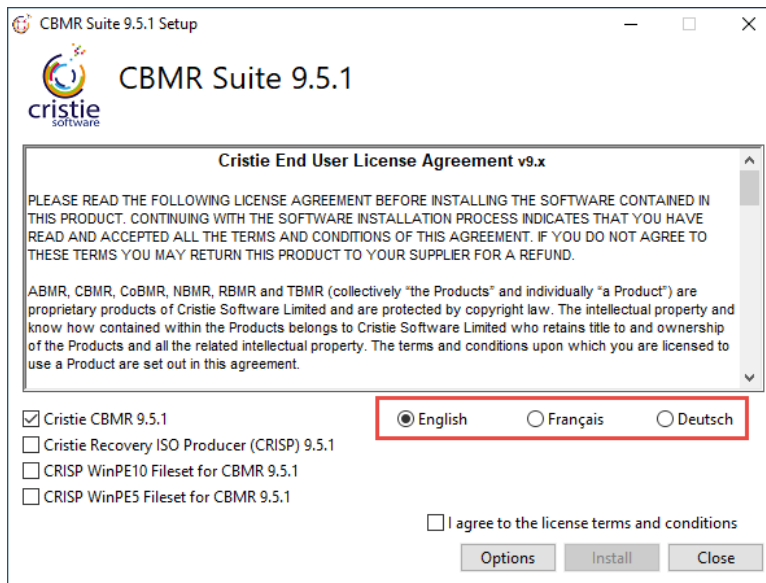 CBMR Suite 9.5.1 Setup
CBMR Suite 9.5.1
cristie
software
Cristie End User License Agreement v9.x
PLEASE READ THE FOLLOWING LICENSE AGREEMENT BEFORE INSTALLING THE SOFTWARE CONTAINED IN
THIS PRODUCT. CONTINUING WITH THE SOFTWARE INSTALLATION PROCESS INDICATES THAT YOU HAVE
READ AND ACCEPTED ALL THE TERMS AND CONDITIONS OF THIS AGREEMENT. IF YOU DO NOT AGREE TO
THESE TERMS YOU MAY RETURN THIS PRODUCT TO YOUR SUPPLIER FOR A REFUND.
ABMR, CBMR, CoBMR, NBMR, RBMR and TBMR (collectively “the Products” and individually “a Product”) are
proprietary products of Cristie Software Limited and are protected by copyright law. The intellectual property and
know how contained within the Products belongs to Cristie Software Limited who retains title to and ownership
of the Products and all the related intellectual property. The terms and conditions upon which you are licensed to
use a Product are set out in this agreement.
Cristie CBMR 9.5.1
English Français Deutsch
Cristie Recovery ISO Producer (CRISP) 9.5.1
CRISP WinPE10 Fileset for CBMR 9.5.1
CRISP WinPE5 Fileset for CBMR 9.5.1
I agree to the license terms and conditions
Options Install Close